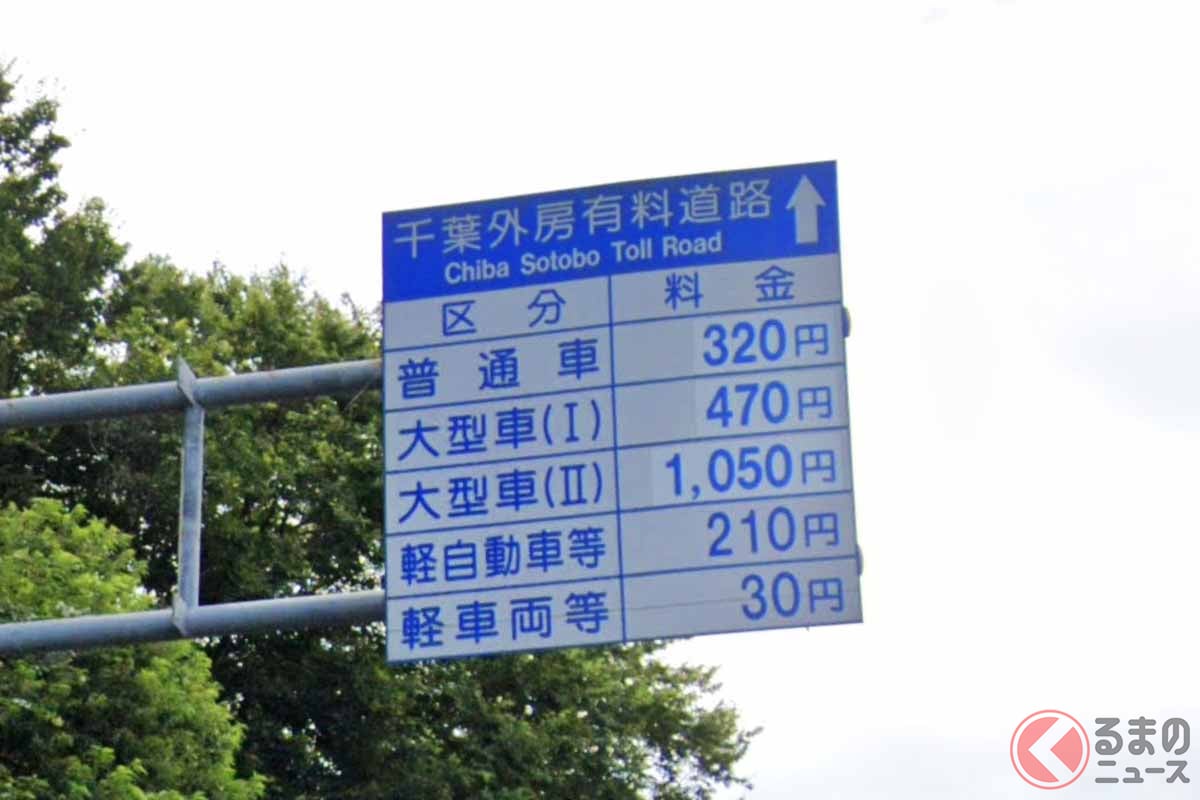 千葉外房有料道路 ↑
Chiba Sotobo Toll Road
区分 料金
普通車 320円
大型車(I) 470円
大型車(II) 1,050円
軽自動車等 210円
軽車両等 30円
くるまの
ニュース